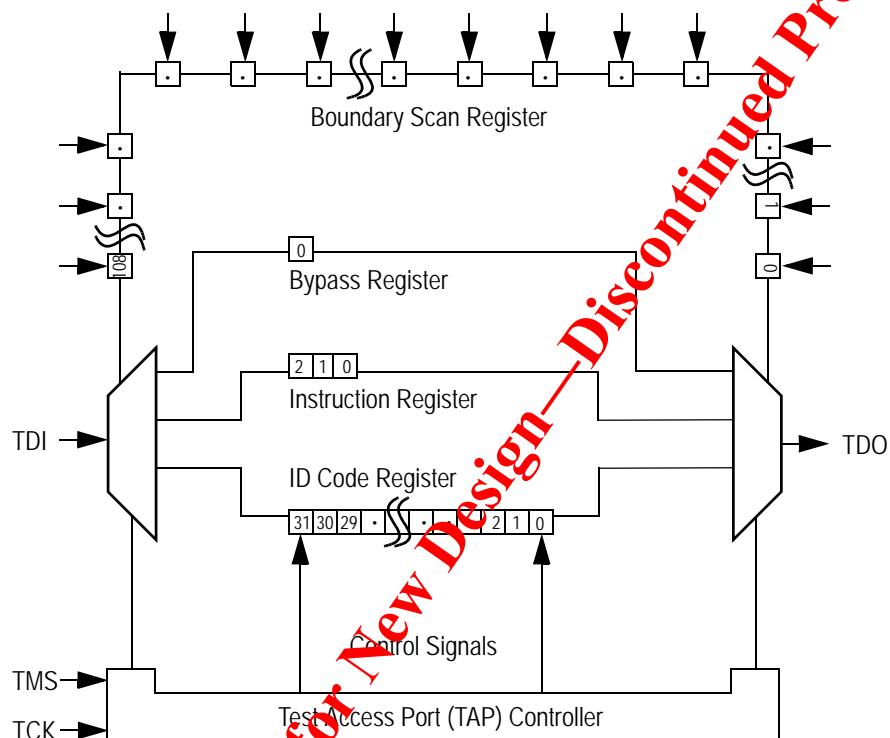 Boundary Scan Register
108
1
0
0
Bypass Register
2 1 0
Instruction Register
TDI
TDO
ID Code Register
31 30 29 · · · 2 1 0
Control Signals
TMS
TCK
Test Access Port (TAP) Controller
for New Design—Discontinued Pro